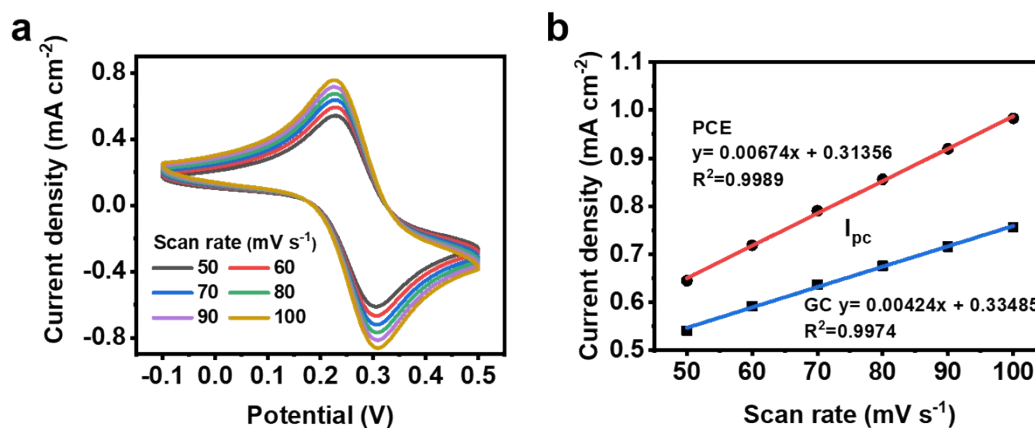 a
Current density (mA cm-2)
0.8
0.4
0.0
-0.4
-0.8
Scan rate (mV s-1)
50 60
70 80
90 100
-0.1 0.0 0.1 0.2 0.3 0.4 0.5
Potential (V)
b
Current density (mA cm-2)
1.1
1.0
0.9
0.8
0.7
0.6
0.5
PCE
y= 0.00674x + 0.31356
R2=0.9989
Ipc
GC y= 0.00424x + 0.33485
R2=0.9974
50 60 70 80 90 100
Scan rate (mV s-1)